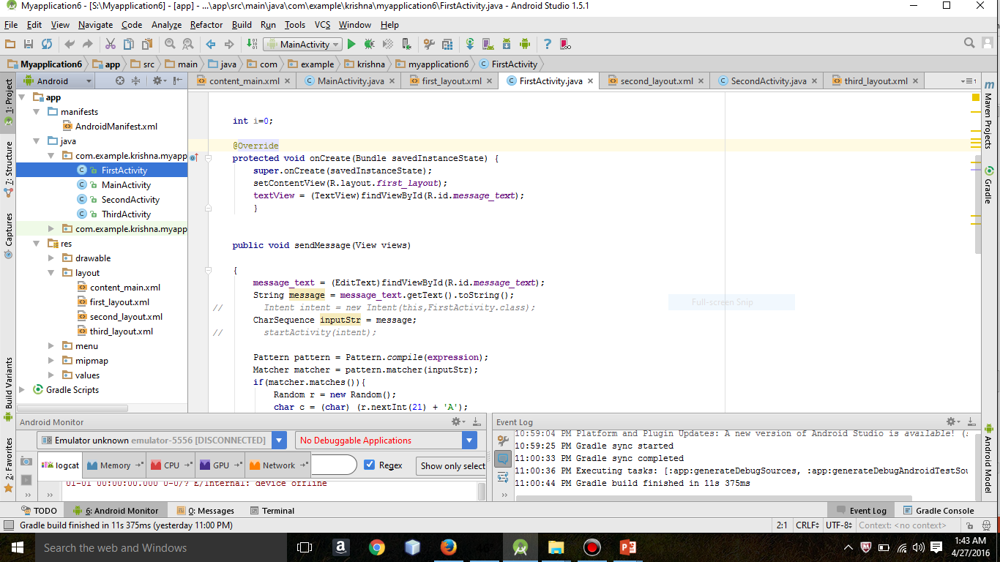 Myapplication6 - [S:\Myapplication6] - [app] - ...\app\src\main\java\com\example\krishna\myapplication6\FirstActivity.java - Android Studio 1.5.1
File Edit View Navigate Code Analyze Refactor Build Run Tools VCS Window Help
MainActivity
Myapplication6 app src main java com example krishna myapplication6 FirstActivity
Android
content_main.xml MainActivity.java first_layout.xml FirstActivity.java second_layout.xml SecondActivity.java third_layout.xml
1: Project
7: Structure
Captures
Build Variants
2: Favorites
app
manifests
AndroidManifest.xml
java
com.example.krishna.myapp
FirstActivity
MainActivity
SecondActivity
ThirdActivity
com.example.krishna.myapp
res
drawable
layout
content_main.xml
first_layout.xml
second_layout.xml
third_layout.xml
menu
mipmap
values
Gradle Scripts
int i=0;
@Override
protected void onCreate(Bundle savedInstanceState) {
super.onCreate(savedInstanceState);
setContentView(R.layout.first_layout);
textView = (TextView)findViewById(R.id.message_text);
}
public void sendMessage(View views)
{
message_text = (EditText)findViewById(R.id.message_text);
String message = message_text.getText().toString();
// Intent intent = new Intent(this,FirstActivity.class);
CharSequence inputStr = message;
// startActivity(intent);
Pattern pattern = Pattern.compile(expression);
Matcher matcher = pattern.matcher(inputStr);
if(matcher.matches()){
Random r = new Random();
char c = (char) (r.nextInt(21) + 'A');
Full-screen Snip
m
Maven Projects
Gradle
Android Model
Android Monitor
Emulator unknown emulator-5556 [DISCONNECTED] No Debuggable Applications
logcat Memory CPU GPU Network Regex Show only select
01-01 00:00:00.000 0-0/? E/Internal: device offline
Event Log
10:59:04 PM Platform and Plugin Updates: A new version of Android Studio is available!
10:59:25 PM Gradle sync started
11:00:33 PM Gradle sync completed
11:00:36 PM Executing tasks: [:app:generateDebugSources, :app:generateDebugAndroidTestSou
11:00:44 PM Gradle build finished in 11s 375ms
TODO 6: Android Monitor 0: Messages Terminal Event Log Gradle Console
Gradle build finished in 11s 375ms (yesterday 11:00 PM) 2:1 CRLF UTF-8 Context: <no context>
Search the web and Windows
1:43 AM
4/27/2016